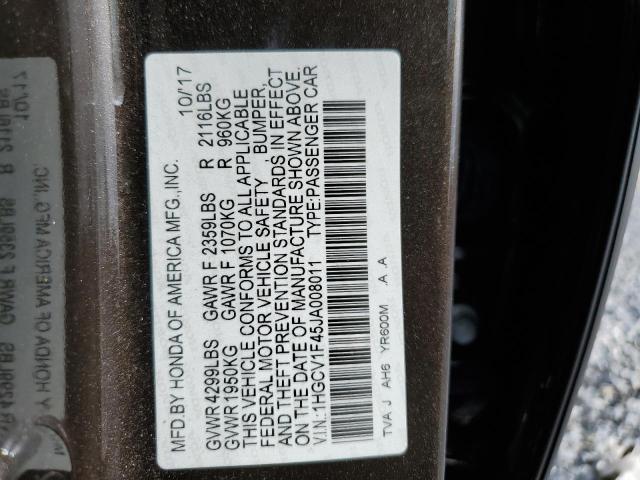 MFD.BY HONDA OF AMERICA MFG.,INC. 10/17
GVWR 4299LBS GAWR F 2359LBS R 2116LBS
GVWR 1950KG GAWR F 1070KG R 960KG
THIS VEHICLE CONFORMS TO ALL APPLICABLE
FEDERAL MOTOR VEHICLE SAFETY, BUMPER,
AND THEFT PREVENTION STANDARDS IN EFFECT
ON THE DATE OF MANUFACTURE SHOWN ABOVE.
V.I.N.:1HGCV1F45JA008011 TYPE:PASSENGER CAR
TVA J AH6 YR600M .A .A